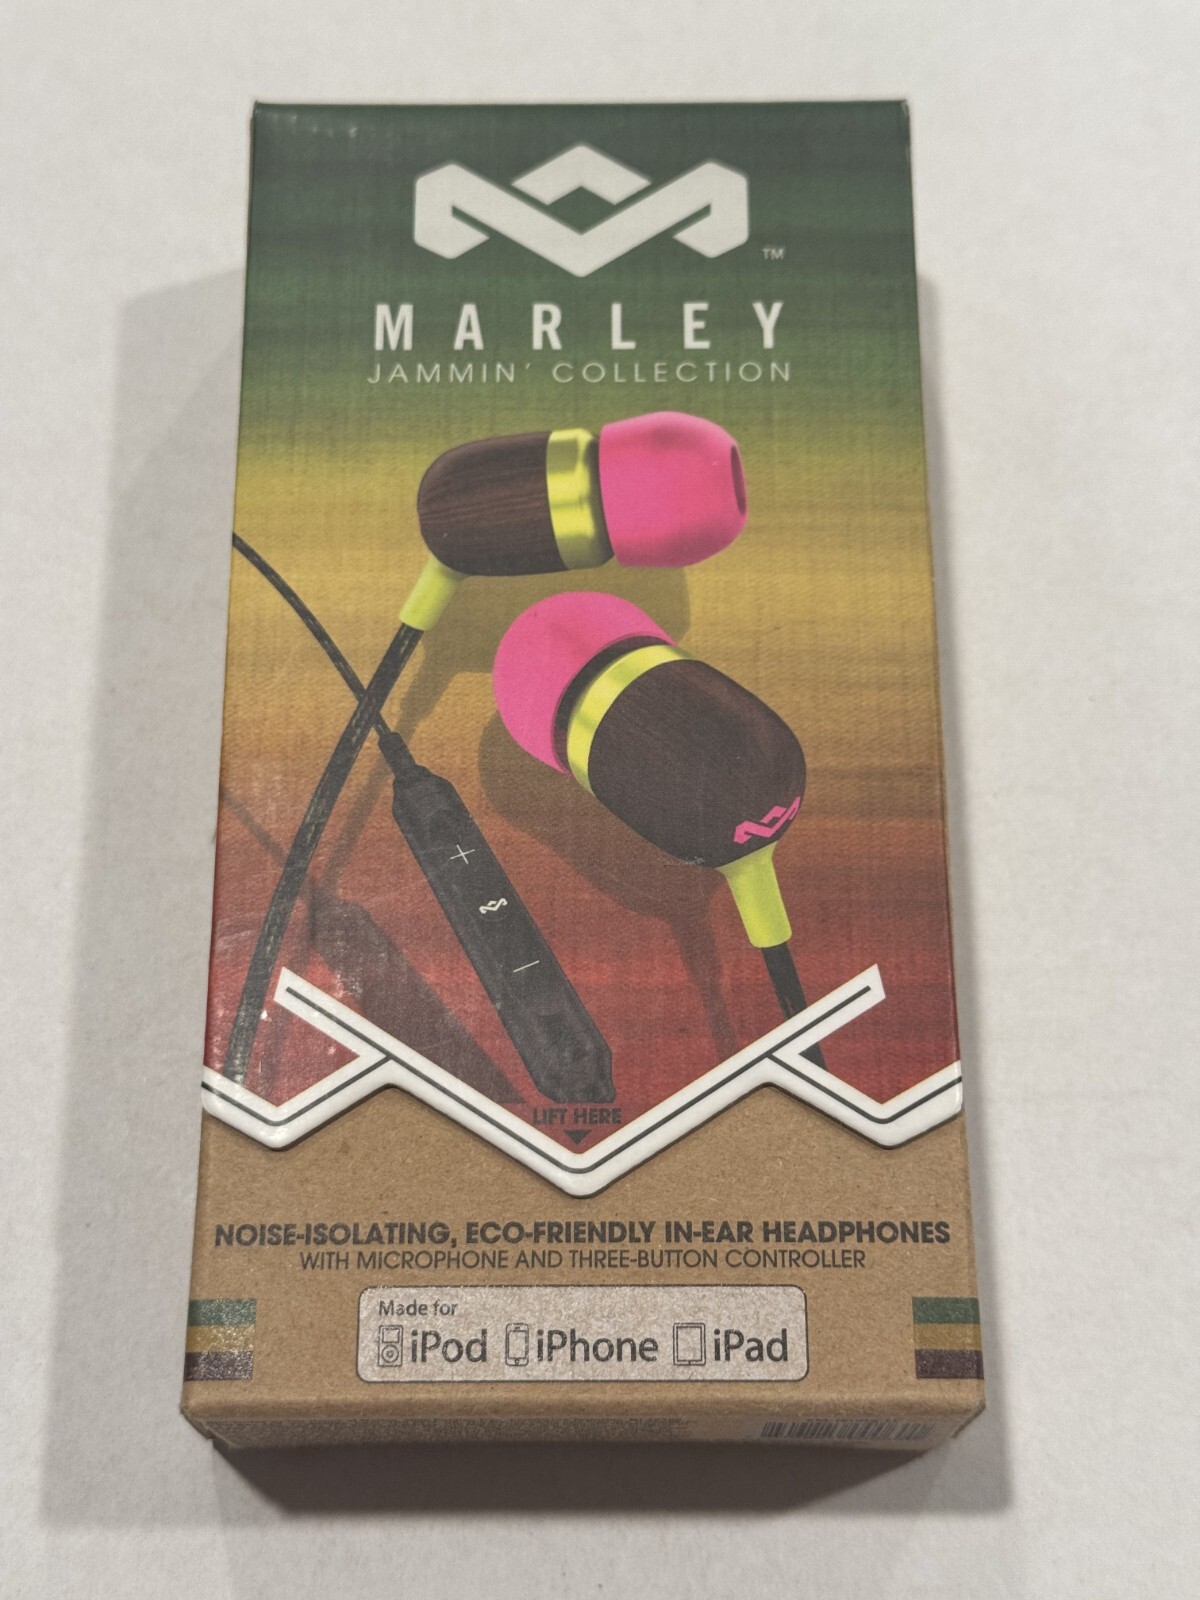 TM
MARLEY
JAMMIN' COLLECTION
+
−
LIFT HERE
NOISE-ISOLATING, ECO-FRIENDLY IN-EAR HEADPHONES
WITH MICROPHONE AND THREE-BUTTON CONTROLLER
Made for
iPod iPhone iPad